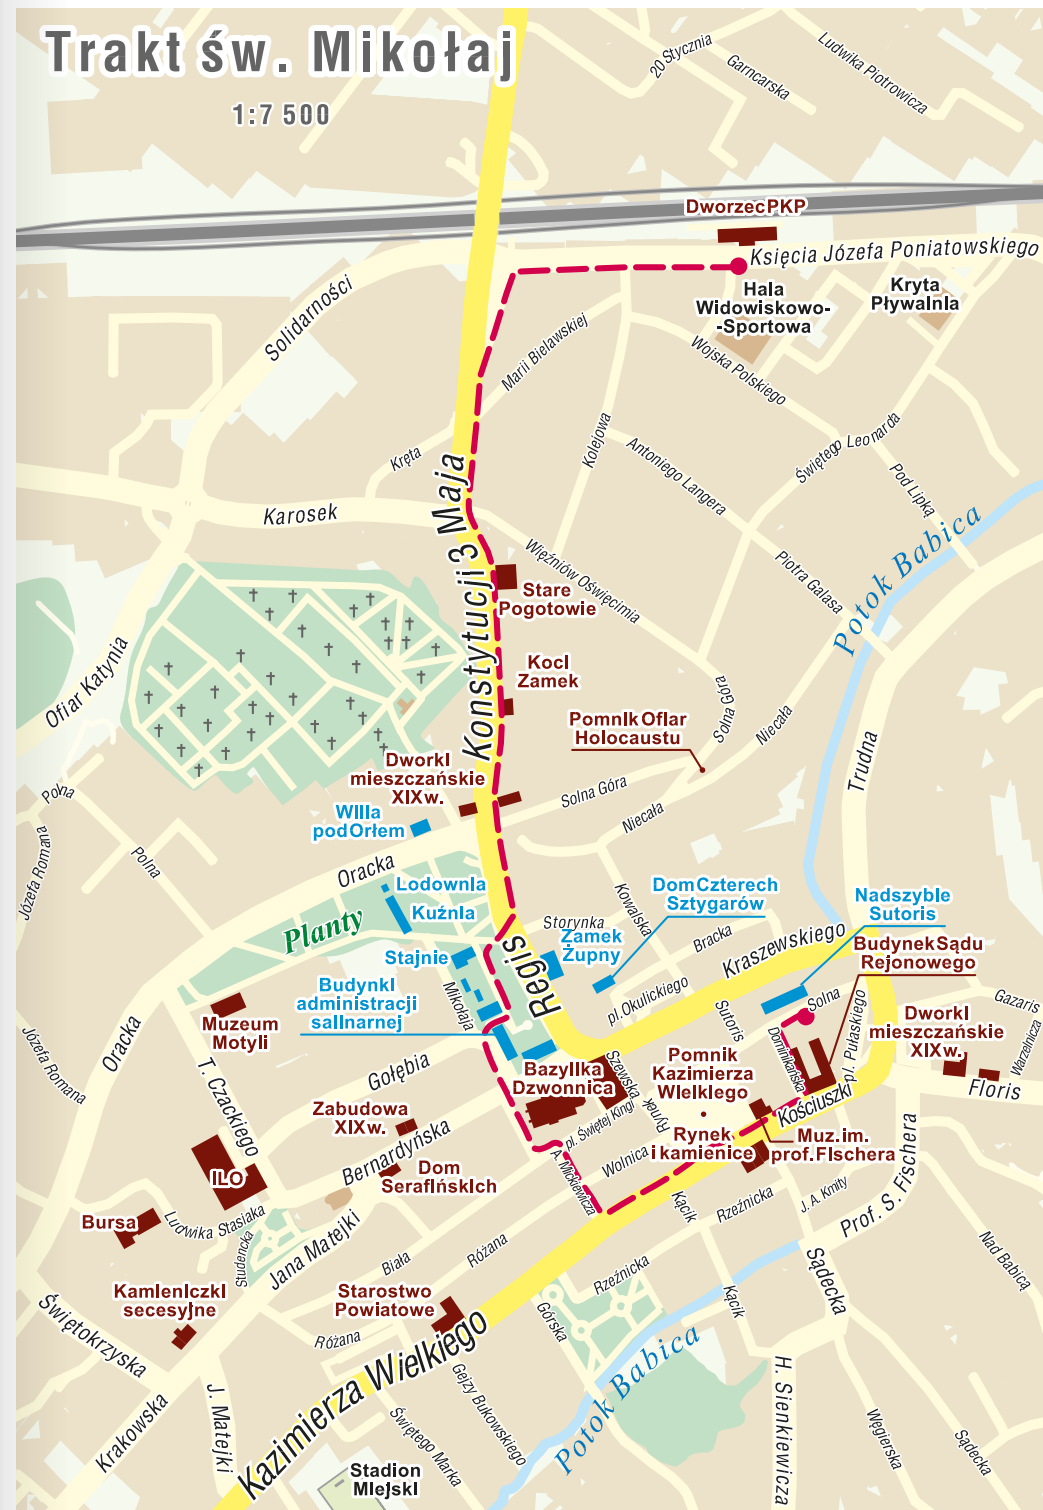 Trakt św. Mikołaj
1:7 500
20 Stycznia
Garncarska
Ludwika Piotrowicza
DworzecPKP
Księcia Józefa Poniatowskiego
Hala
Widowiskowo-
-Sportowa
Kryta
Pływalnia
Solidarności
Marii Bielawskiej
Wojska Polskiego
Kolejowa
Kręta
Antoniego Langera
Świętego Leonarda
Pod Lipką
Karosek
Konstytucji 3 Maja
Więźniów Oświęcimia
Piotra Galasa
Potok Babica
Stare
Pogotowie
Ofiar Katynia
Koci
Zamek
Solna Góra
Niecała
Pomnik Ofiar
Holocaustu
Trudna
Dworki
mieszczańskie
XIX w.
Willa
pod Orłem
Solna Góra
Niecała
Polna
Józefa Romana
Polna
Oracka
Lodownia
Kuźnia
Planty
Stajnie
Budynki
administracji
salinarnej
Regis
Storynka
Zamek
Żupny
Kowalska
Dom Czterech
Sztygarów
Bracka
Kraszewskiego
Nadszybie
Sutoris
Budynek Sądu
Rejonowego
pl. Okulickiego
Sutoris
Solna
Dominikańska
pl. Pułaskiego
Dworki
mieszczańskie
XIX w.
Gazaris
Warzelnicza
Floris
Muzeum
Motyli
Mikołaja
Józefa Romana
Oracka
T. Czackiego
Gołębia
Bazylika
Dzwonnica
Szewska
Rynek
Pomnik
Kazimierza
Wielkiego
Kościuszki
Zabudowa
XIX w.
Bernardyńska
Dom
Serafińskich
pl. Świętej Kingi
A. Mickiewicza
Wolnica
Rynek
i kamienice
Muz. im.
prof. Fischera
I LO
Bursa
Ludwika Stasiaka
Studencka
Jana Matejki
Biała
Różana
Kącik
Rzeźnicka
J. A. Kmity
Prof. S. Fischera
Nad Babicą
Sądecka
Kamieniczki
secesyjne
Starostwo
Powiatowe
Rzeźnicka
Kącik
Górska
Świętokrzyska
Różana
Kazimierza Wielkiego
Potok Babica
Krakowska
J. Matejki
Gejzy Bukowskiego
Świętego Marka
Stadion
Miejski
H. Sienkiewicza
Węgierska
Sądecka